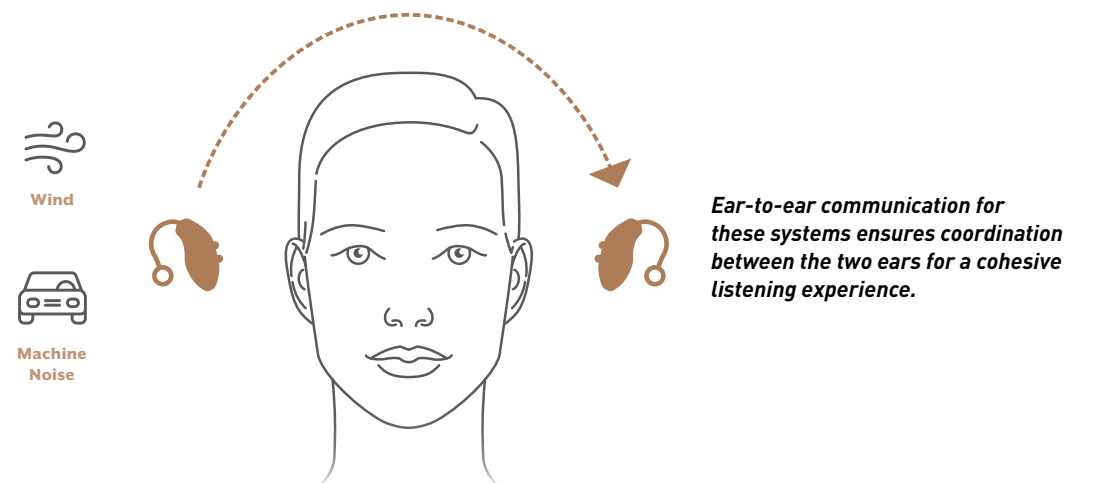 Wind
Machine
Noise
Ear-to-ear communication for
these systems ensures coordination
between the two ears for a cohesive
listening experience.